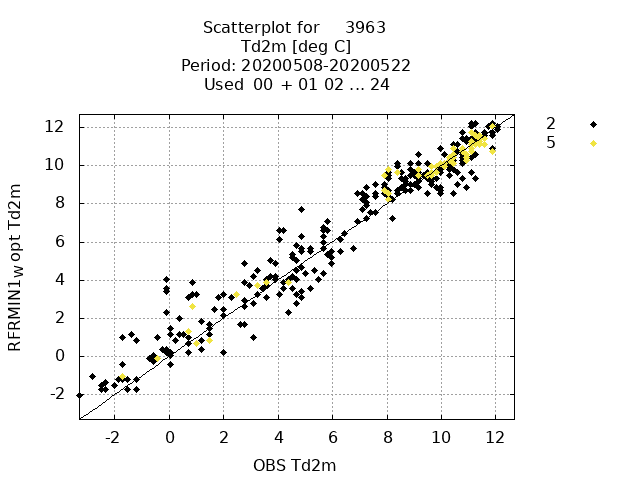 Scatterplot for 3963
Td2m [deg C]
Period: 20200508-20200522
Used 00 + 01 02 ... 24
2
5
12
10
8
6
4
2
0
-2
RFRMIN1w opt Td2m
-2 0 2 4 6 8 10 12
OBS Td2m